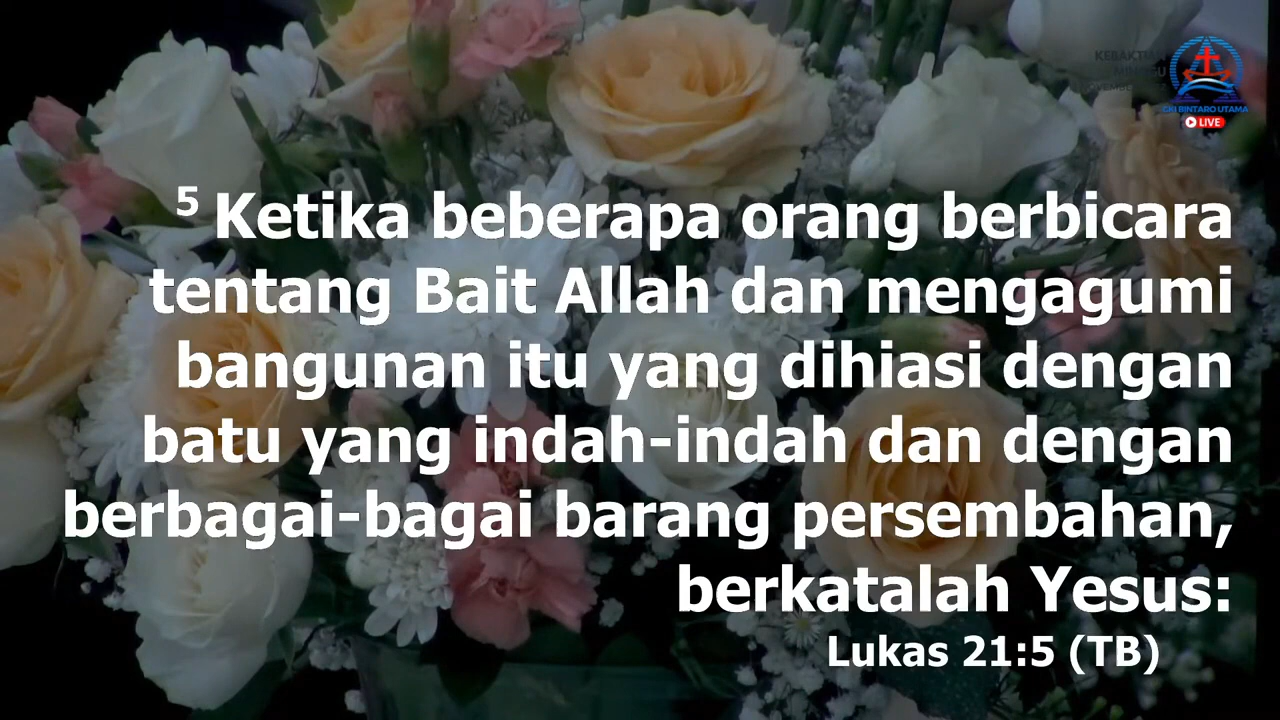 GKI BINTARO UTAMA
LIVE
5 Ketika beberapa orang berbicara
tentang Bait Allah dan mengagumi
bangunan itu yang dihiasi dengan
batu yang indah-indah dan dengan
berbagai-bagai barang persembahan,
berkatalah Yesus:
Lukas 21:5 (TB)